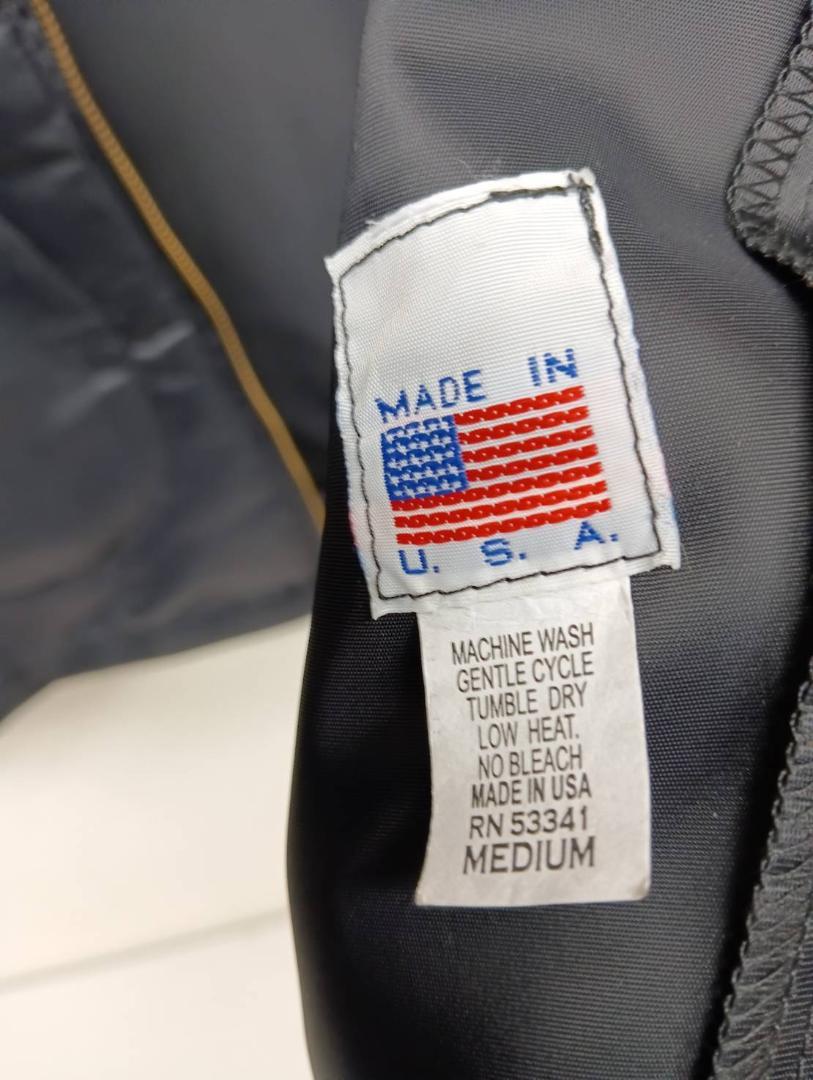 MADE IN
U. S. A.
MACHINE WASH
GENTLE CYCLE
TUMBLE DRY
LOW HEAT.
NO BLEACH
MADE IN USA
RN 53341
MEDIUM